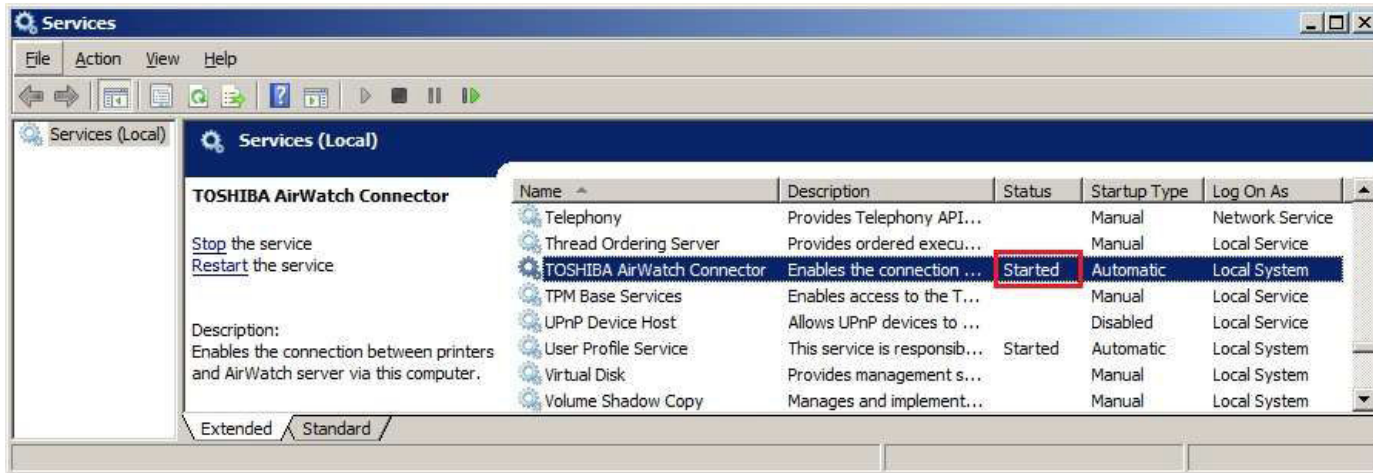 Services
File Action View Help
Services (Local)
Services (Local)
TOSHIBA AirWatch Connector
Stop the service
Restart the service
Description:
Enables the connection between printers
and AirWatch server via this computer.
Name Description Status Startup Type Log On As
Telephony Provides Telephony API... Manual Network Service
Thread Ordering Server Provides ordered execu... Manual Local Service
TOSHIBA AirWatch Connector Enables the connection ... Started Automatic Local System
TPM Base Services Enables access to the T... Manual Local Service
UPnP Device Host Allows UPnP devices to ... Disabled Local Service
User Profile Service This service is responsib... Started Automatic Local System
Virtual Disk Provides management s... Manual Local System
Volume Shadow Copy Manages and implement... Manual Local System
Extended Standard